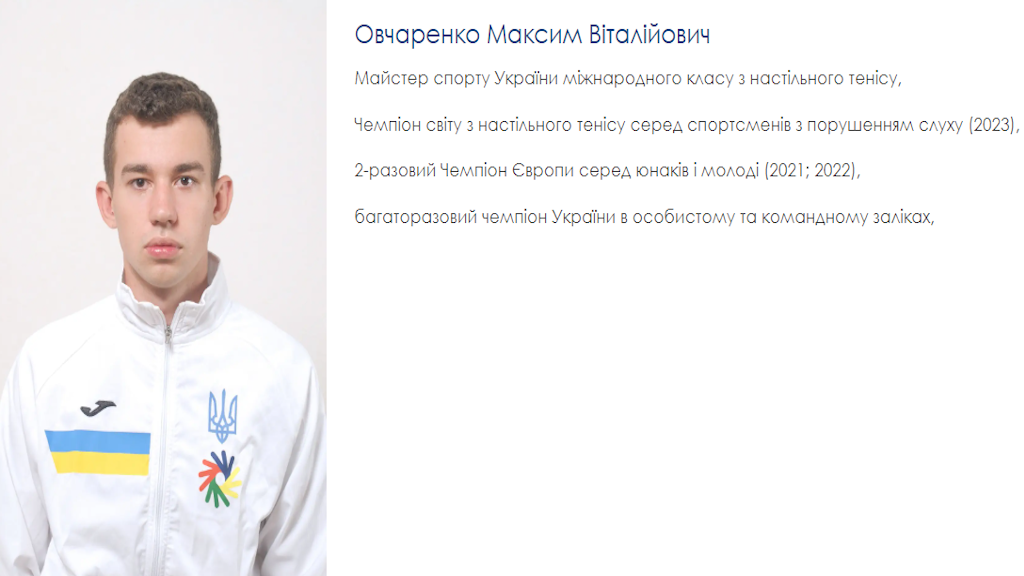 Овчаренко Максим Віталійович
Майстер спорту України міжнародного класу з настільного тенісу,
Чемпіон світу з настільного тенісу серед спортсменів з порушенням слуху (2023),
2-разовий Чемпіон Європи серед юнаків і молоді (2021; 2022),
багаторазовий чемпіон України в особистому та командному заліках,